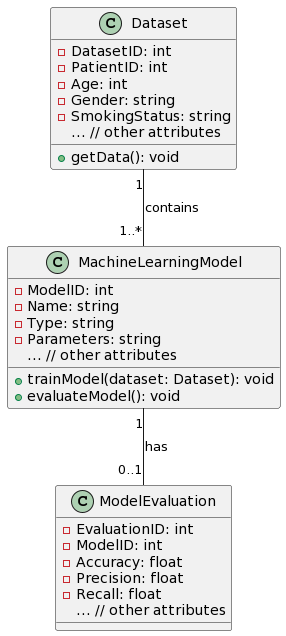 C Dataset
DatasetID: int
PatientID: int
Age: int
Gender: string
SmokingStatus: string
... // other attributes
getData(): void
1
contains
1..*
C MachineLearningModel
ModelID: int
Name: string
Type: string
Parameters: string
... // other attributes
trainModel(dataset: Dataset): void
evaluateModel(): void
1
has
0..1
C ModelEvaluation
EvaluationID: int
ModelID: int
Accuracy: float
Precision: float
Recall: float
... // other attributes